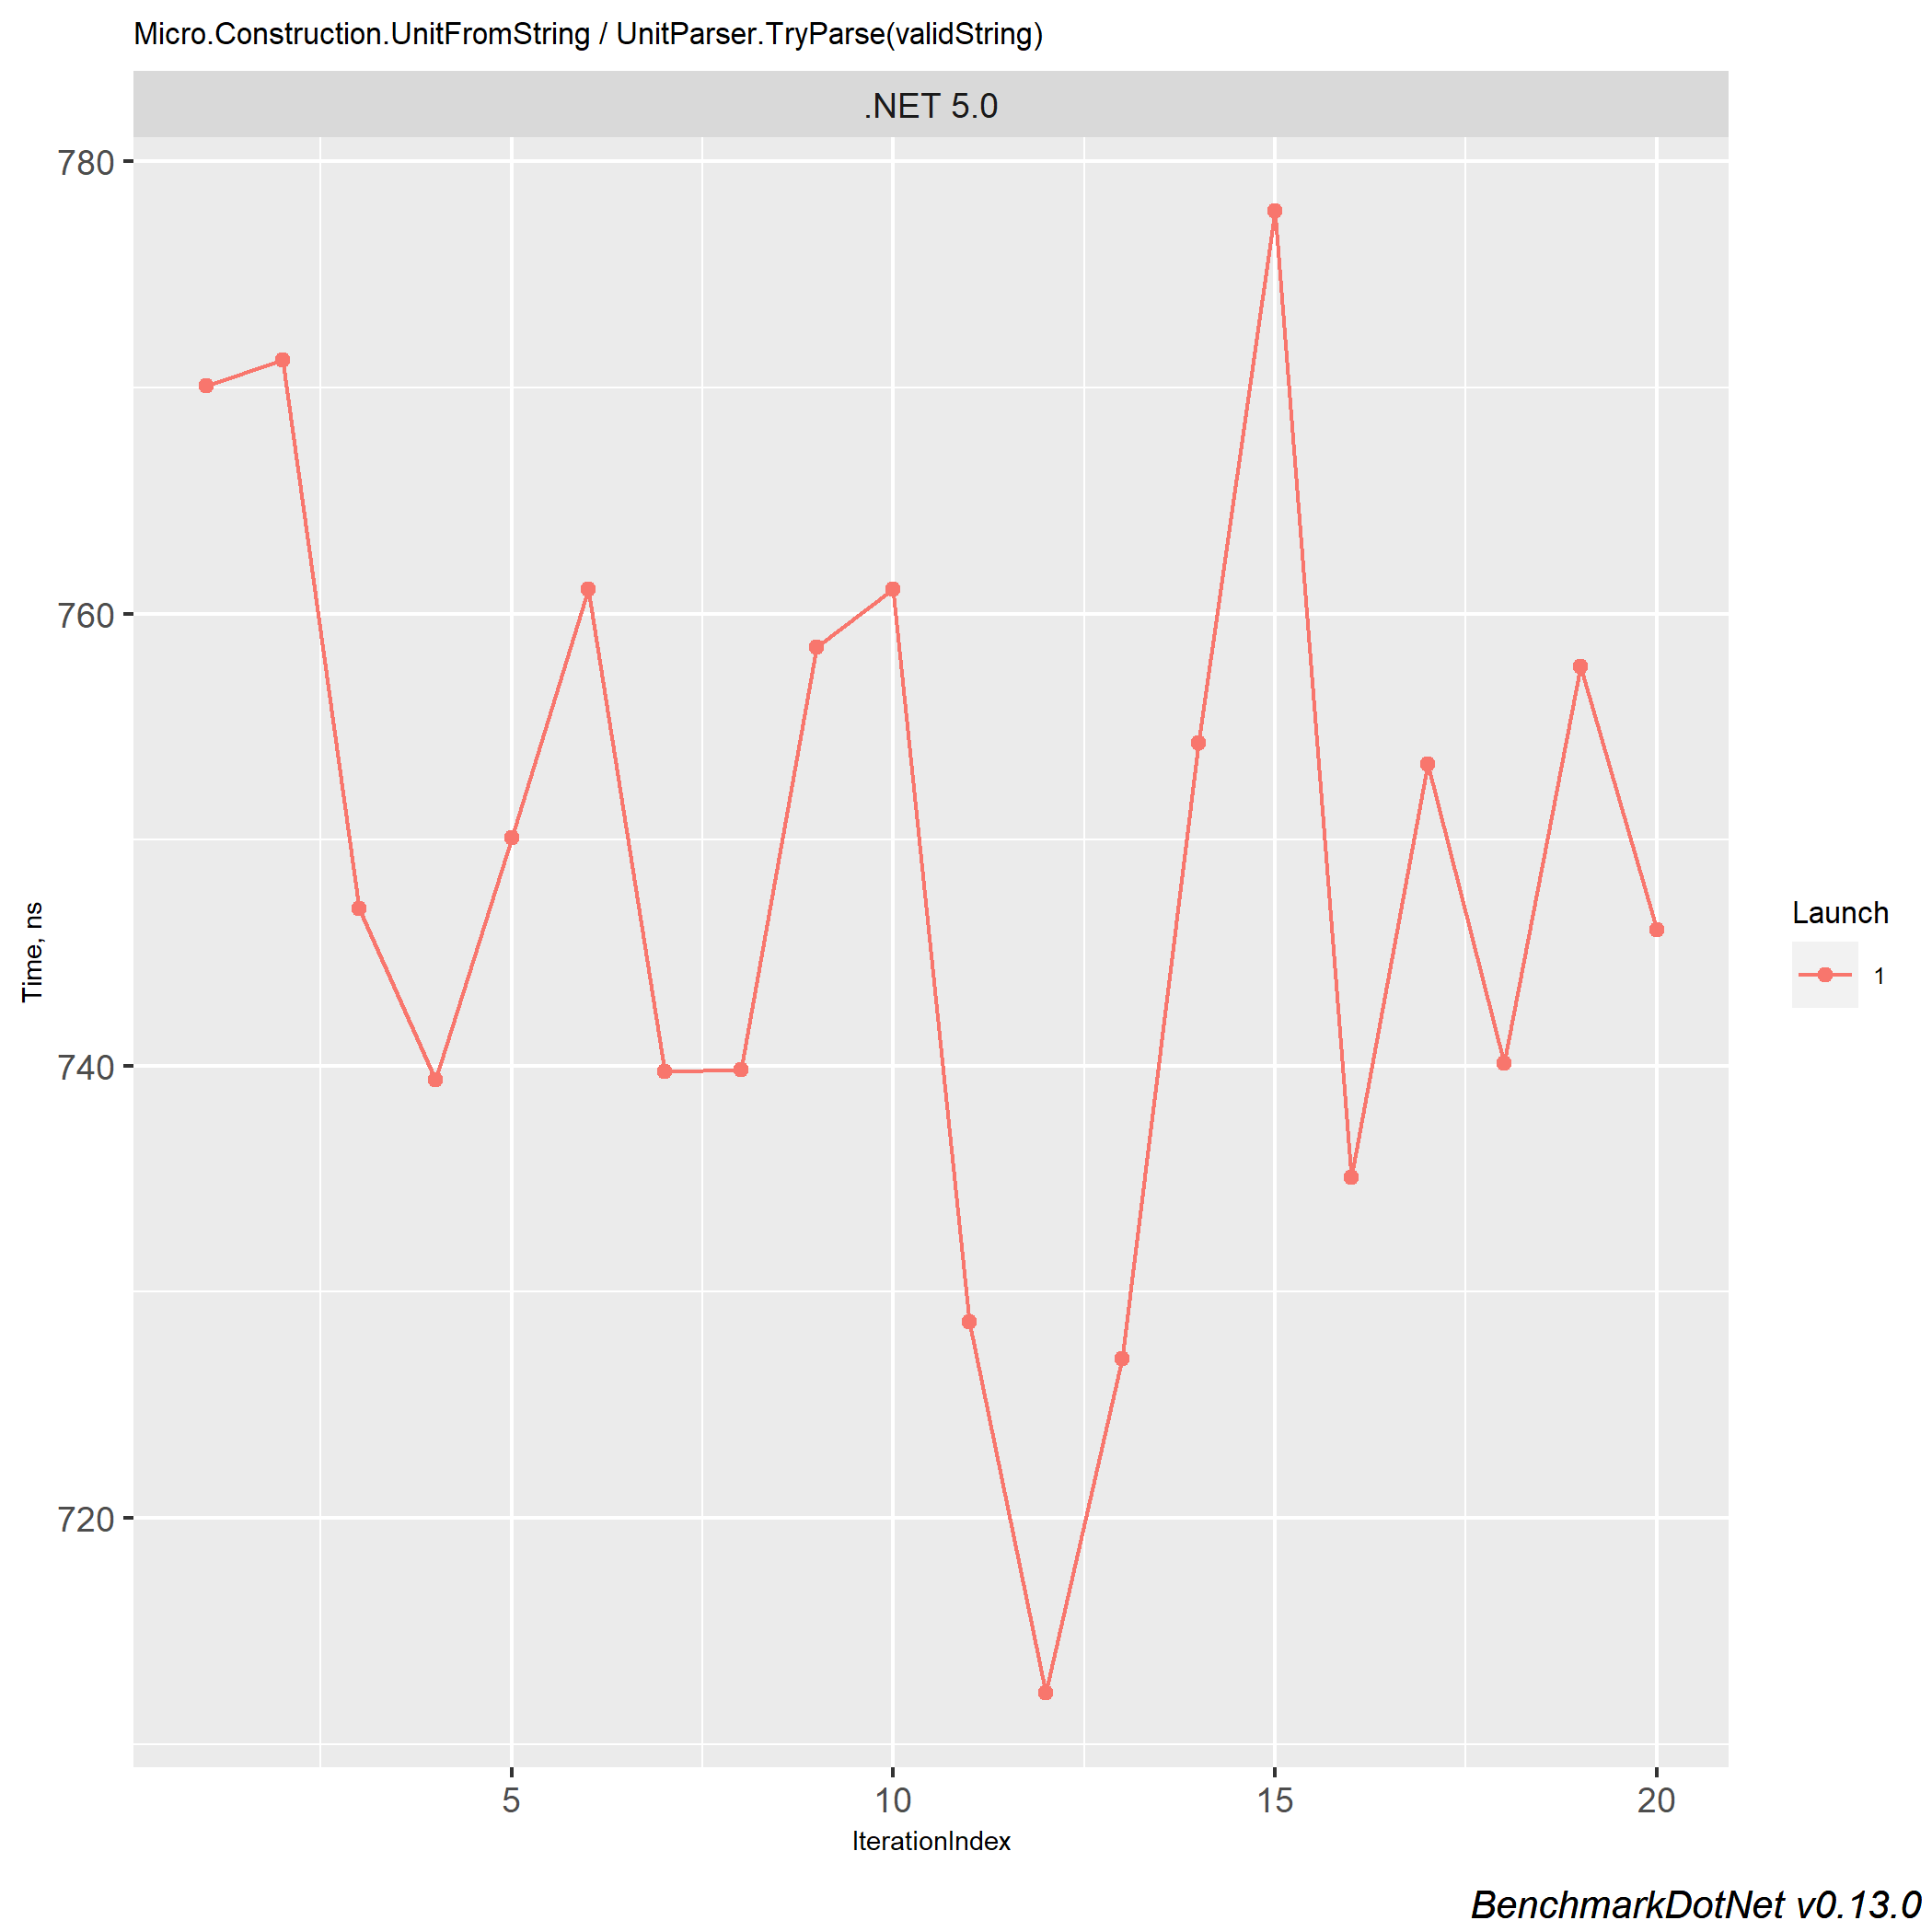 Micro.Construction.UnitFromString / UnitParser.TryParse(validString)
.NET 5.0
780
760
740
720
Time, ns
5 10 15 20
IterationIndex
Launch
1
BenchmarkDotNet v0.13.0